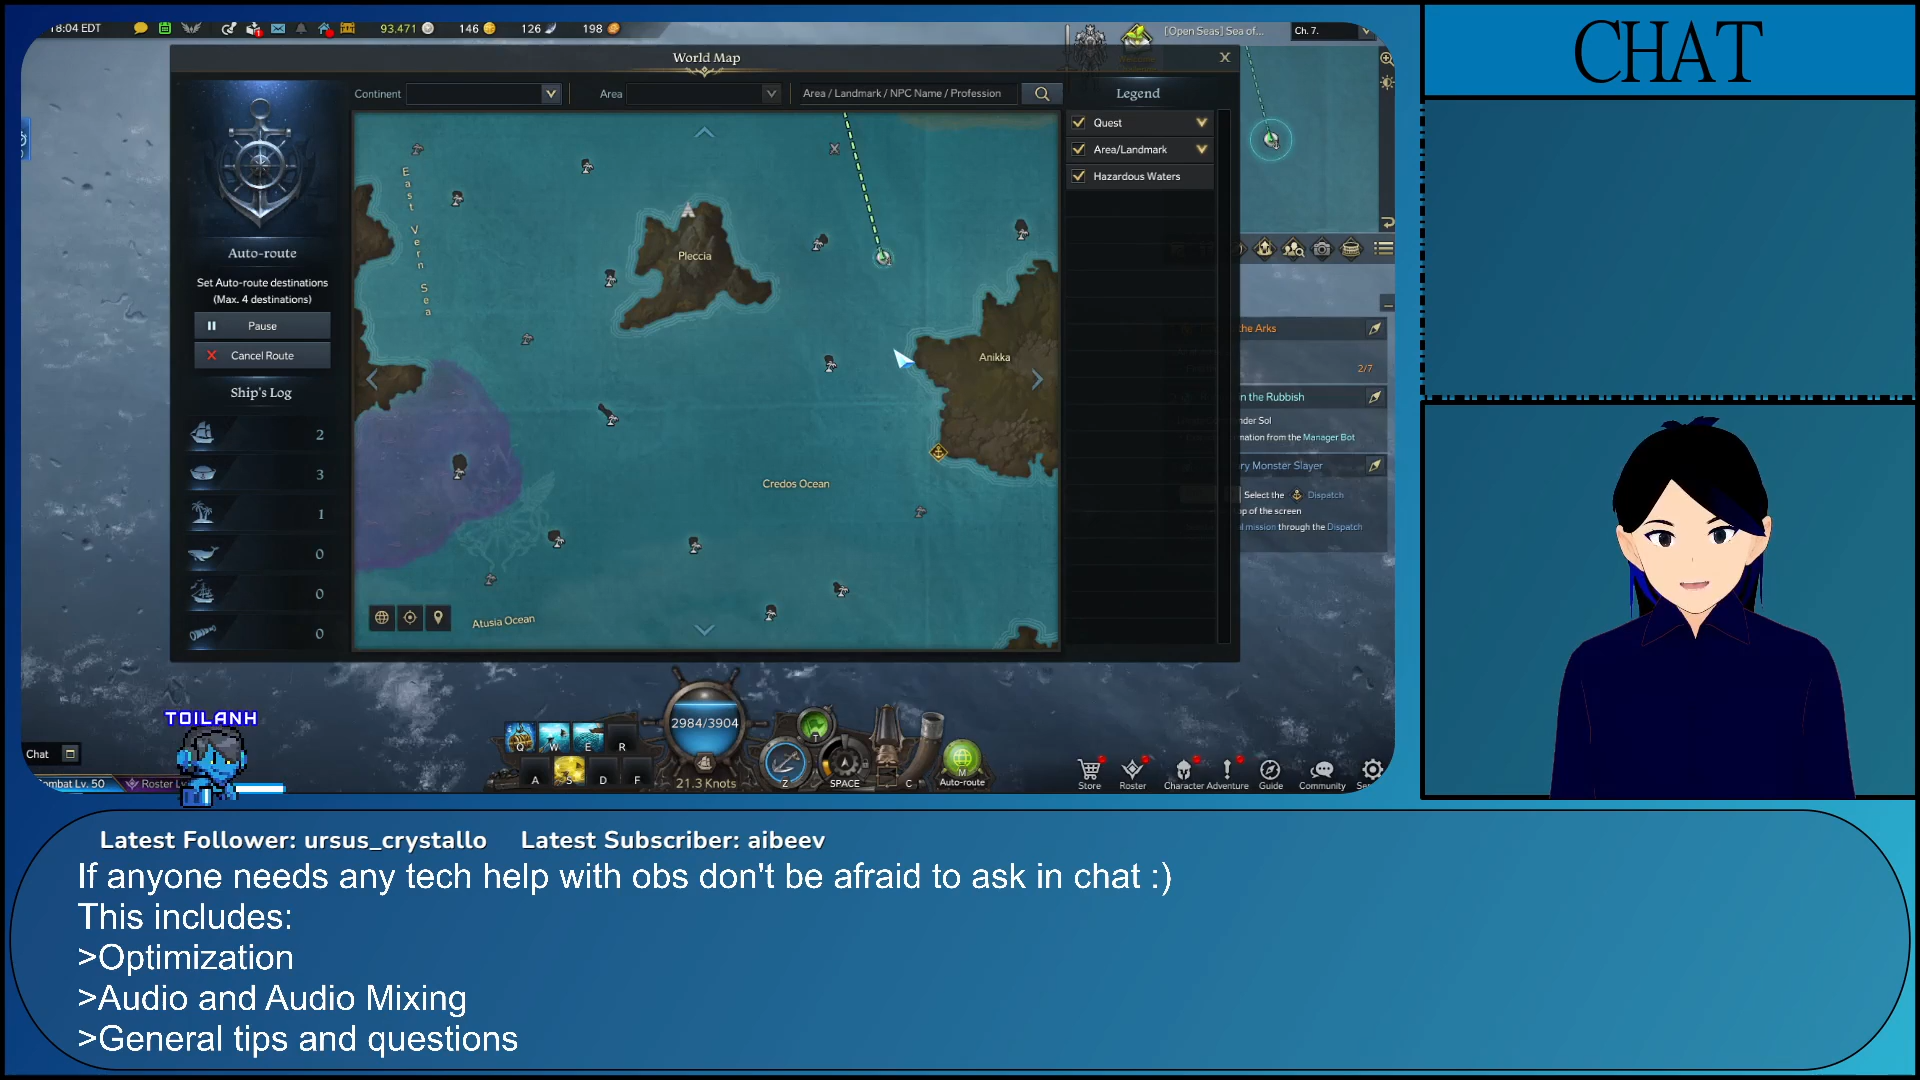 18:04 EDT
93,471
146
126
198
World Map
[Open Seas] Sea of...
Ch. 7.
CHAT
Continent
Area
Area / Landmark / NPC Name / Profession
Legend
Quest
Area/Landmark
Hazardous Waters
Auto-route
Set Auto-route destinations
(Max. 4 destinations)
Pause
Cancel Route
Ship's Log
2
3
1
0
0
0
East Vern Sea
Pleccia
Anikka
Credos Ocean
Atusia Ocean
the Arks
2/7
n the Rubbish
nder Sol
mation from the Manager Bot
ry Monster Slayer
Select the Dispatch
op of the screen
l mission through the Dispatch
TOILANH
Chat
ombat Lv. 50
Roster L
Q
W
E
R
A
S
D
F
2984/3904
21.3 Knots
Z
T
SPACE
C
M
Auto-route
Store
Roster
Character
Adventure
Guide
Community
Latest Follower: ursus_crystallo
Latest Subscriber: aibeev
If anyone needs any tech help with obs don't be afraid to ask in chat :)
This includes:
>Optimization
>Audio and Audio Mixing
>General tips and questions